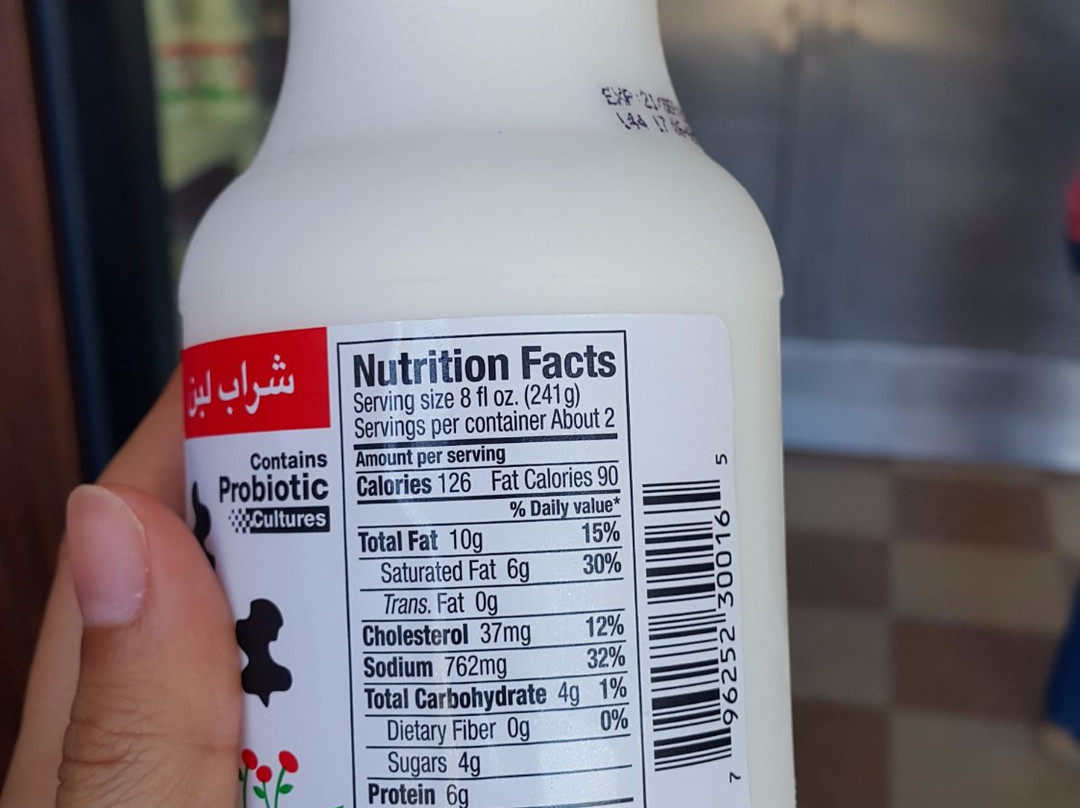 EXP 21/
شراب لبن
Contains
Probiotic
Cultures
Nutrition Facts
Serving size 8 fl oz. (241g)
Servings per container About 2
Amount per serving
Calories 126 Fat Calories 90
% Daily value*
Total Fat 10g 15%
Saturated Fat 6g 30%
Trans. Fat 0g
Cholesterol 37mg 12%
Sodium 762mg 32%
Total Carbohydrate 4g 1%
Dietary Fiber 0g 0%
Sugars 4g
Protein 6g
7 96252 30016 5